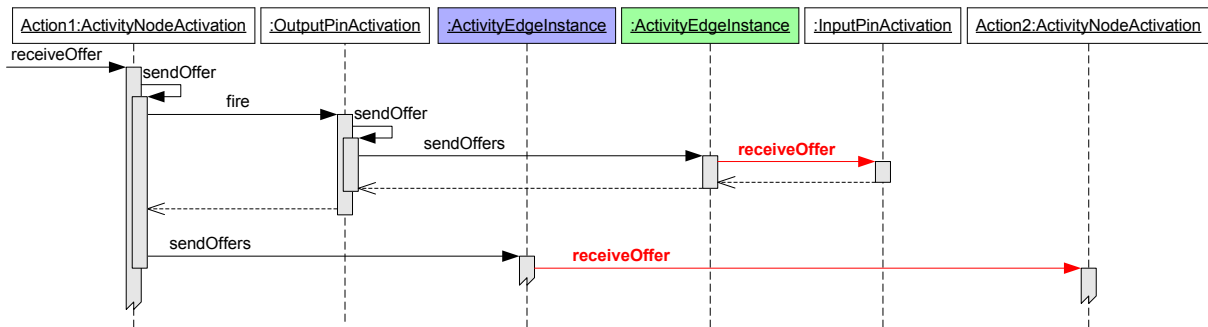 Action1:ActivityNodeActivation
:OutputPinActivation
:ActivityEdgeInstance
:ActivityEdgeInstance
:InputPinActivation
Action2:ActivityNodeActivation
receiveOffer
sendOffer
fire
sendOffer
sendOffers
receiveOffer
sendOffers
receiveOffer